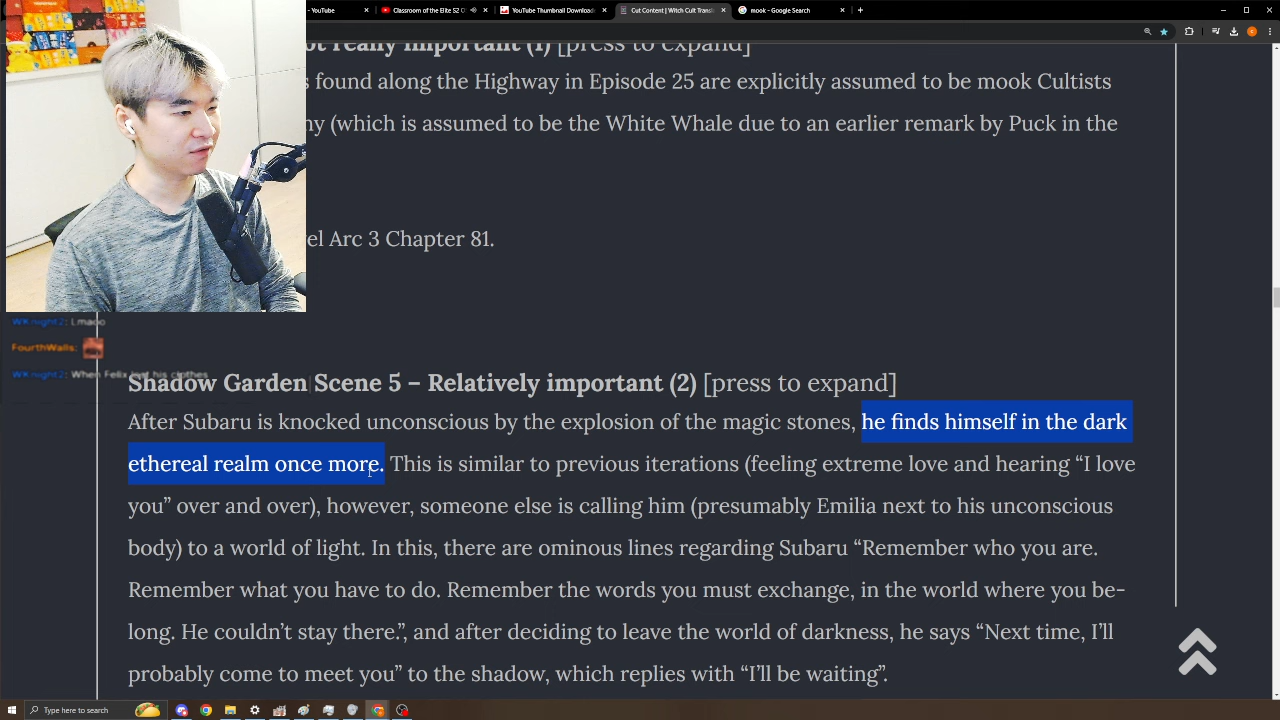 - YouTube
Classroom of the Elite S2
YouTube Thumbnail Download
Cut Content | Witch Cult Transl
mook - Google Search
ot really important (1) [press to expand]
s found along the Highway in Episode 25 are explicitly assumed to be mook Cultists
ny (which is assumed to be the White Whale due to an earlier remark by Puck in the
vel Arc 3 Chapter 81.
WKnight2: Lmaoo
FourthWalls:
WKnight2: When Felix lost his clothes
Shadow Garden Scene 5 – Relatively important (2) [press to expand]
After Subaru is knocked unconscious by the explosion of the magic stones, he finds himself in the dark
ethereal realm once more. This is similar to previous iterations (feeling extreme love and hearing “I love
you” over and over), however, someone else is calling him (presumably Emilia next to his unconscious
body) to a world of light. In this, there are ominous lines regarding Subaru “Remember who you are.
Remember what you have to do. Remember the words you must exchange, in the world where you be-
long. He couldn’t stay there.”, and after deciding to leave the world of darkness, he says “Next time, I’ll
probably come to meet you” to the shadow, which replies with “I’ll be waiting”.
Type here to search